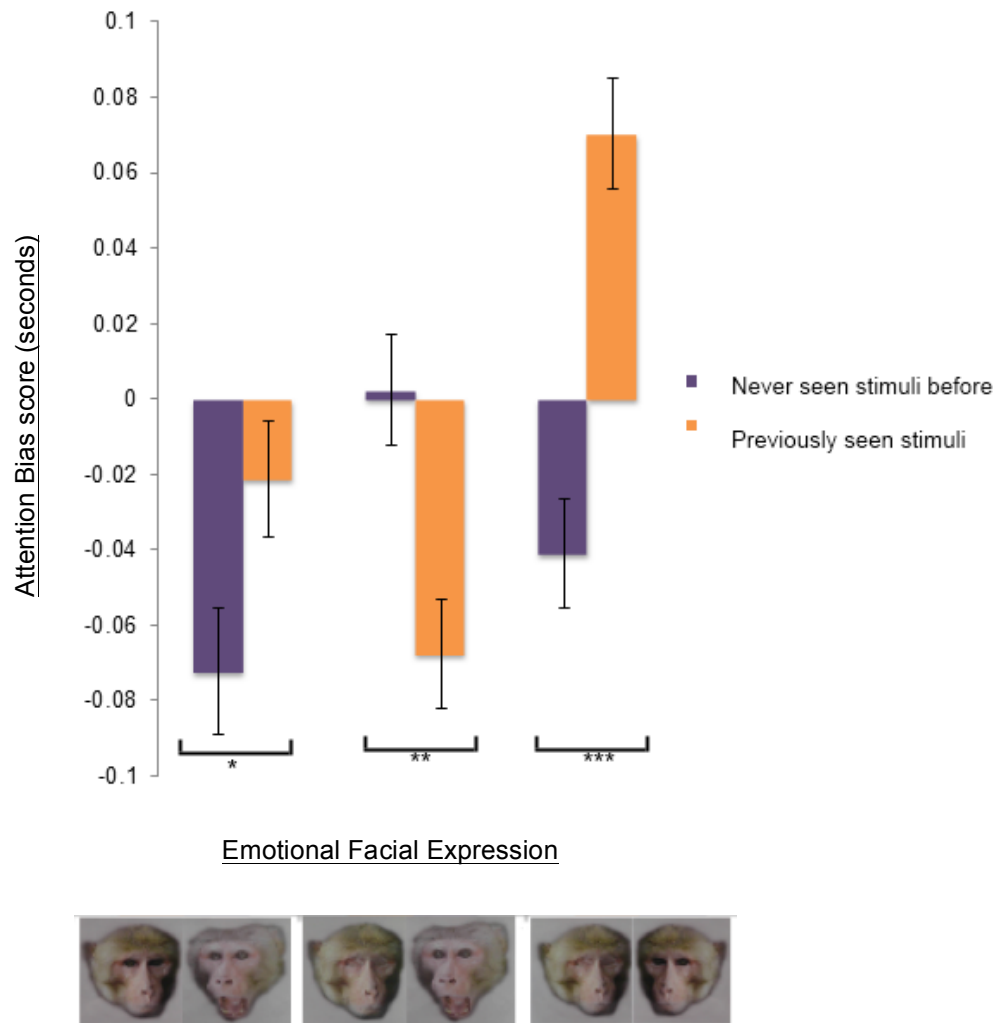 0.1
0.08
0.06
0.04
0.02
0
-0.02
-0.04
-0.06
-0.08
-0.1
Attention Bias score (seconds)
Never seen stimuli before
Previously seen stimuli
* ** ***
Emotional Facial Expression